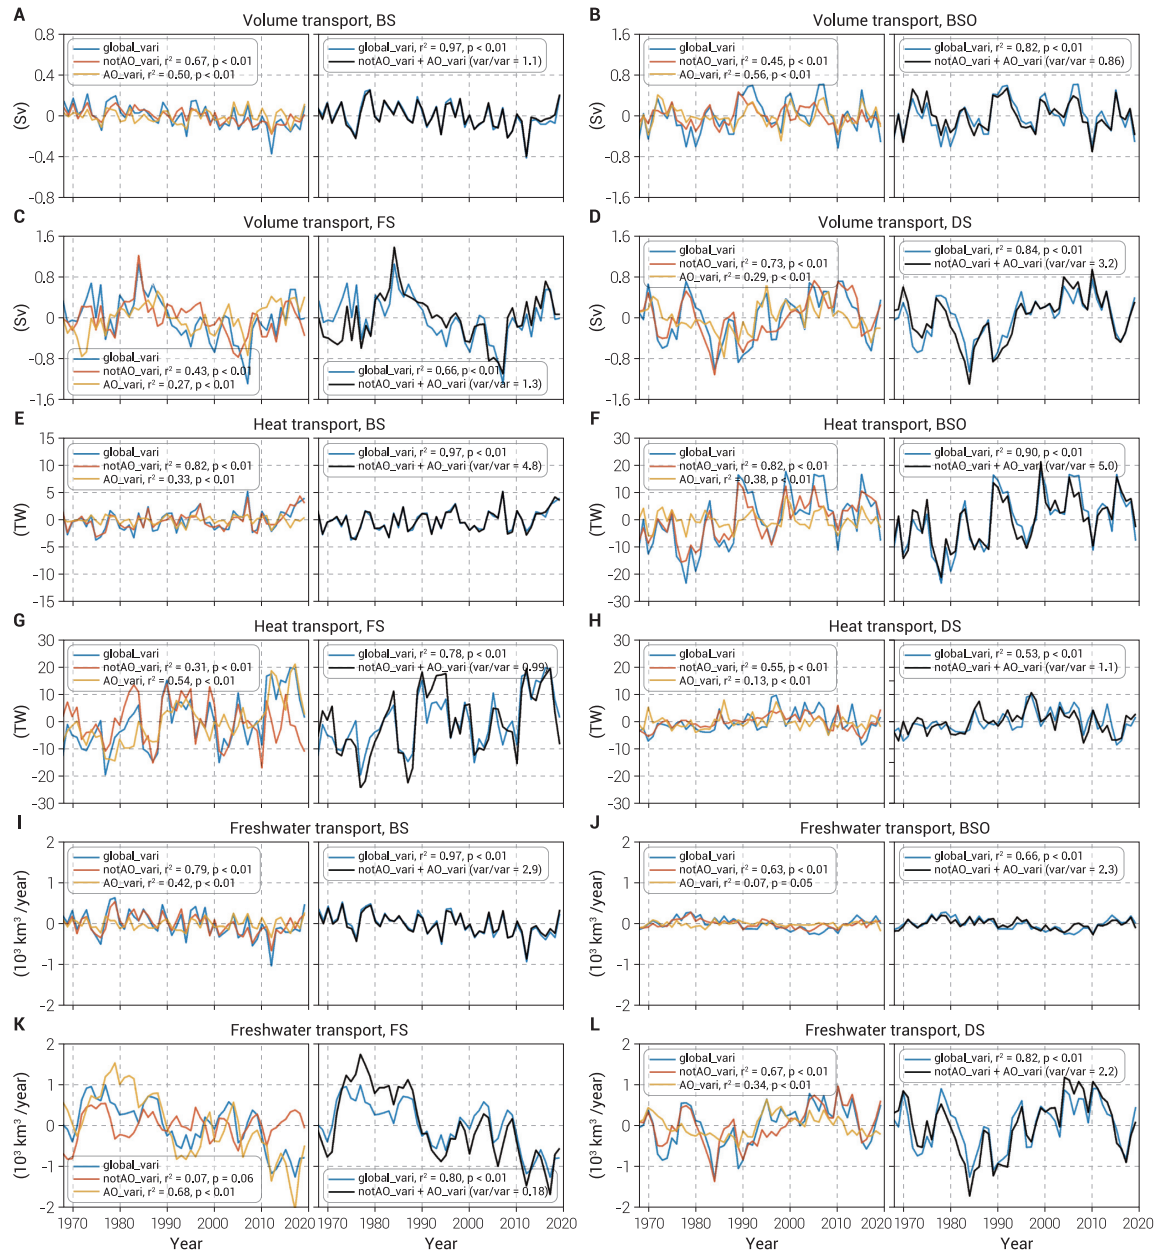 A Volume transport, BS
0.8
0.4
0
-0.4
-0.8
(Sv)
global_vari
notAO_vari, r² = 0.67, p < 0.01
AO_vari, r² = 0.50, p < 0.01
global_vari, r² = 0.97, p < 0.01
notAO_vari + AO_vari (var/var = 1.1)
B Volume transport, BSO
1.6
0.8
0
-0.8
-1.6
(Sv)
global_vari
notAO_vari, r² = 0.45, p < 0.01
AO_vari, r² = 0.56, p < 0.01
global_vari, r² = 0.82, p < 0.01
notAO_vari + AO_vari (var/var = 0.86)
C Volume transport, FS
1.6
0.8
0
-0.8
-1.6
(Sv)
global_vari
notAO_vari, r² = 0.43, p < 0.01
AO_vari, r² = 0.27, p < 0.01
global_vari, r² = 0.66, p < 0.01
notAO_vari + AO_vari (var/var = 1.3)
D Volume transport, DS
1.6
0.8
0
-0.8
-1.6
(Sv)
global_vari
notAO_vari, r² = 0.73, p < 0.01
AO_vari, r² = 0.29, p < 0.01
global_vari, r² = 0.84, p < 0.01
notAO_vari + AO_vari (var/var = 3.2)
E Heat transport, BS
15
10
5
0
-5
-10
-15
(TW)
global_vari
notAO_vari, r² = 0.82, p < 0.01
AO_vari, r² = 0.33, p < 0.01
global_vari, r² = 0.97, p < 0.01
notAO_vari + AO_vari (var/var = 4.8)
F Heat transport, BSO
30
20
10
0
-10
-20
-30
(TW)
global_vari
notAO_vari, r² = 0.82, p < 0.01
AO_vari, r² = 0.38, p < 0.01
global_vari, r² = 0.90, p < 0.01
notAO_vari + AO_vari (var/var = 5.0)
G Heat transport, FS
30
20
10
0
-10
-20
-30
(TW)
global_vari
notAO_vari, r² = 0.31, p < 0.01
AO_vari, r² = 0.54, p < 0.01
global_vari, r² = 0.78, p < 0.01
notAO_vari + AO_vari (var/var = 0.99)
H Heat transport, DS
30
20
10
0
-10
-20
-30
(TW)
global_vari
notAO_vari, r² = 0.55, p < 0.01
AO_vari, r² = 0.13, p < 0.01
global_vari, r² = 0.53, p < 0.01
notAO_vari + AO_vari (var/var = 1.1)
I Freshwater transport, BS
2
1
0
-1
-2
(10³ km³ /year)
global_vari
notAO_vari, r² = 0.79, p < 0.01
AO_vari, r² = 0.42, p < 0.01
global_vari, r² = 0.97, p < 0.01
notAO_vari + AO_vari (var/var = 2.9)
J Freshwater transport, BSO
2
1
0
-1
-2
(10³ km³ /year)
global_vari
notAO_vari, r² = 0.63, p < 0.01
AO_vari, r² = 0.07, p = 0.05
global_vari, r² = 0.66, p < 0.01
notAO_vari + AO_vari (var/var = 2.3)
K Freshwater transport, FS
2
1
0
-1
-2
(10³ km³ /year)
global_vari
notAO_vari, r² = 0.07, p = 0.06
AO_vari, r² = 0.68, p < 0.01
global_vari, r² = 0.80, p < 0.01
notAO_vari + AO_vari (var/var = 0.18)
1970 1980 1990 2000 2010 2020 1980 1990 2000 2010 2020
Year Year
L Freshwater transport, DS
2
1
0
-1
-2
(10³ km³ /year)
global_vari
notAO_vari, r² = 0.67, p < 0.01
AO_vari, r² = 0.34, p < 0.01
global_vari, r² = 0.82, p < 0.01
notAO_vari + AO_vari (var/var = 2.2)
1970 1980 1990 2000 2010 2020 1980 1990 2000 2010 2020
Year Year